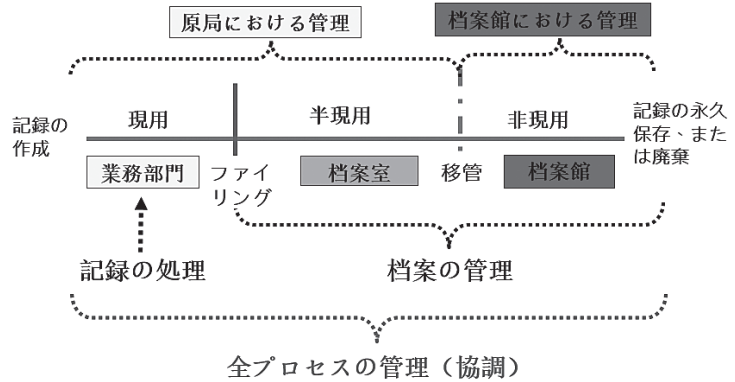 原局における管理
档案館における管理
記録の
作成
現用
半現用
非現用
記録の永久
保存、また
は廃棄
業務部門
ファイ
リング
档案室
移管
档案館
記録の処理
档案の管理
全プロセスの管理（協調）